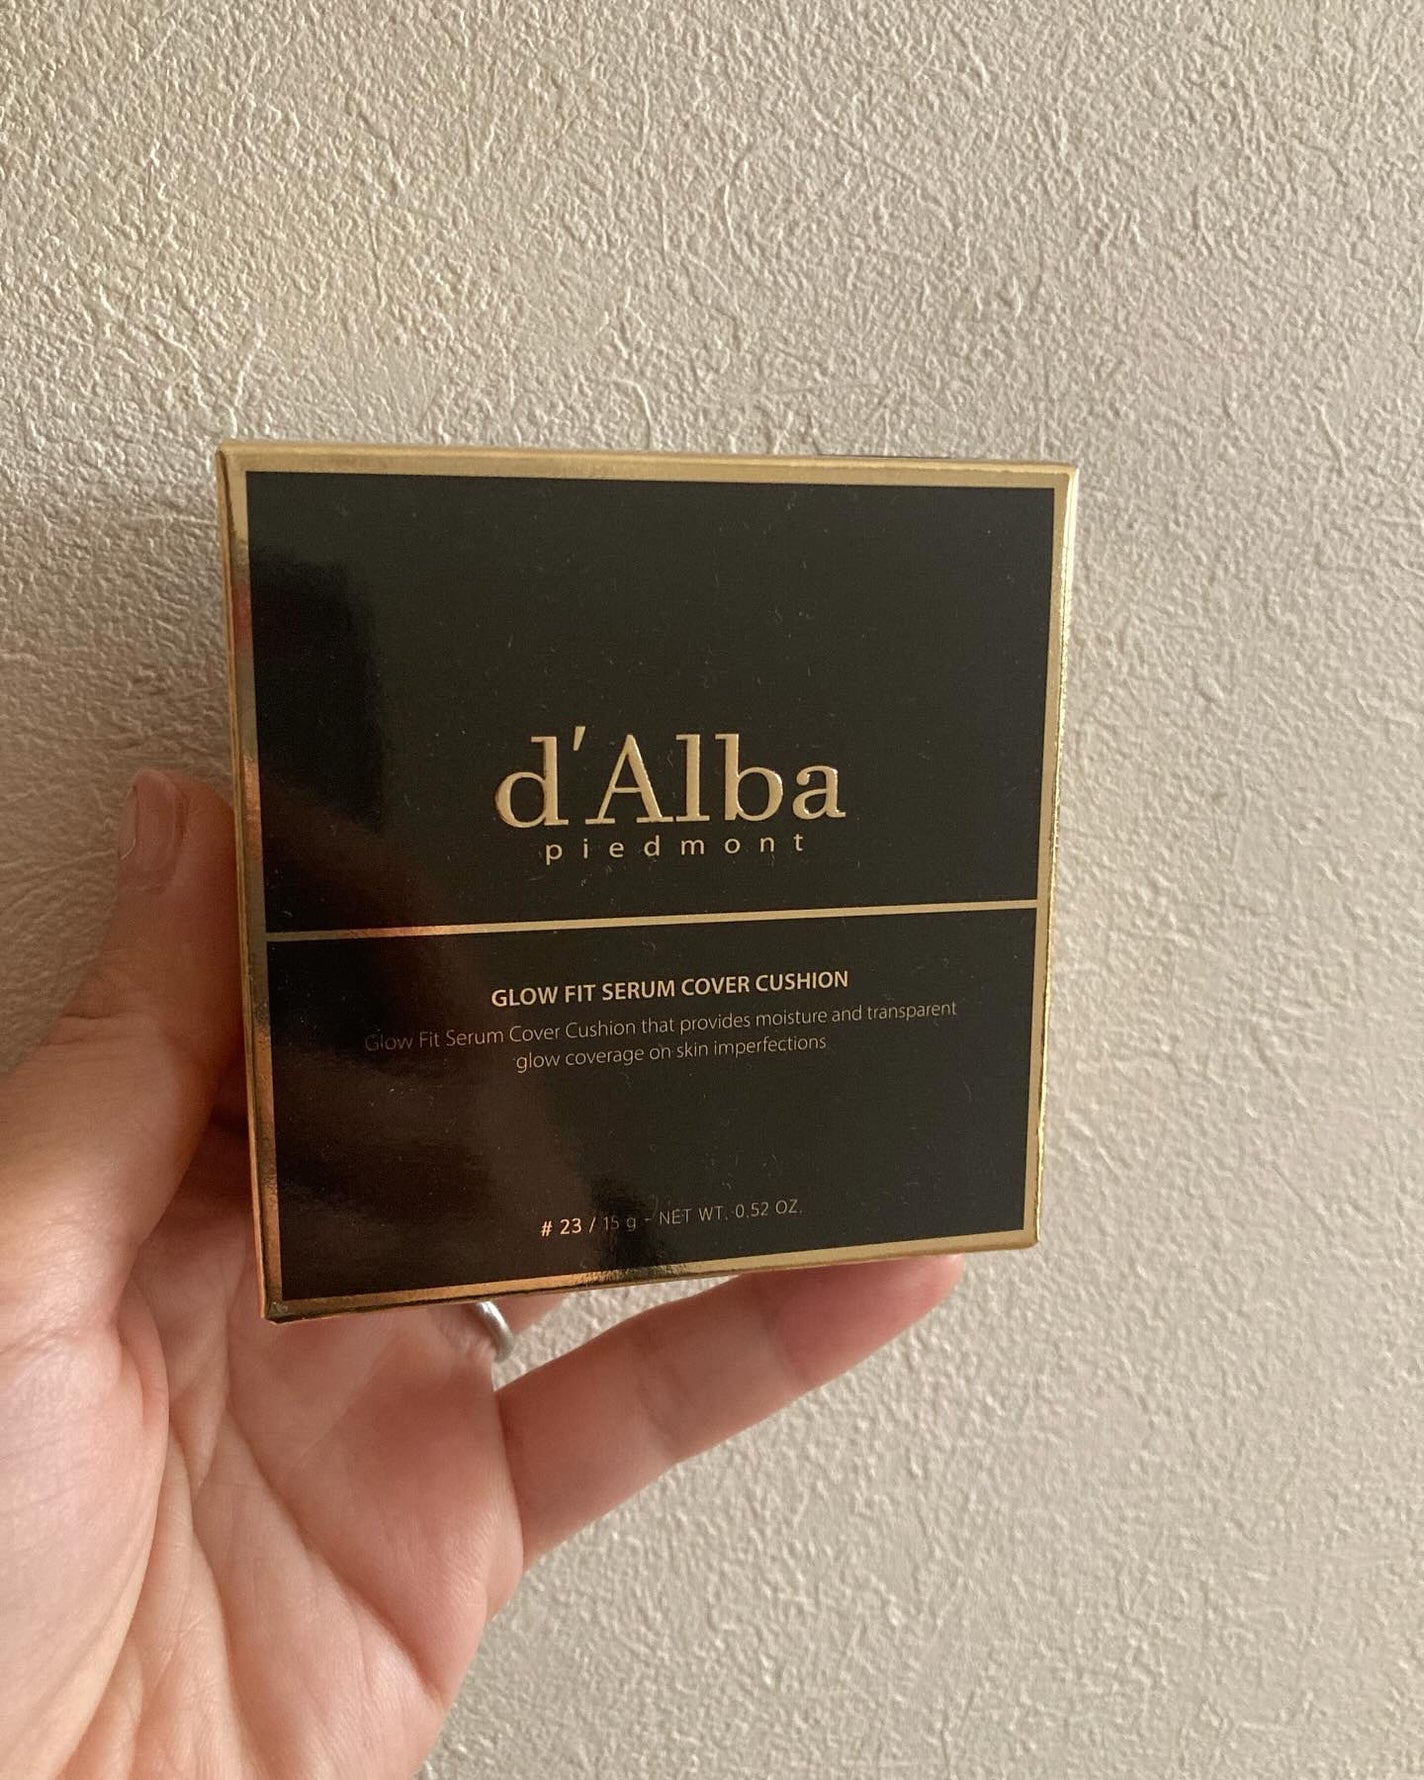 d'Alba
piedmont
GLOW FIT SERUM COVER CUSHION
Glow Fit Serum Cover Cushion that provides moisture and transparent
glow coverage on skin imperfections
# 23 / 15 g - NET WT. 0.52 OZ.